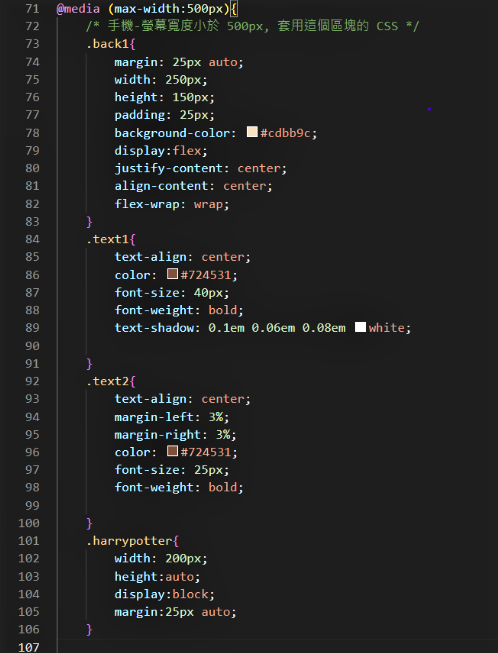 71 @media (max-width:500px){
72 /* 手機-螢幕寬度小於 500px, 套用這個區塊的 CSS */
73 .back1{
74 margin: 25px auto;
75 width: 250px;
76 height: 150px;
77 padding: 25px;
78 background-color: #cdbb9c;
79 display:flex;
80 justify-content: center;
81 align-content: center;
82 flex-wrap: wrap;
83 }
84 .text1{
85 text-align: center;
86 color: #724531;
87 font-size: 40px;
88 font-weight: bold;
89 text-shadow: 0.1em 0.06em 0.08em white;
90
91 }
92 .text2{
93 text-align: center;
94 margin-left: 3%;
95 margin-right: 3%;
96 color: #724531;
97 font-size: 25px;
98 font-weight: bold;
99
100 }
101 .harrypotter{
102 width: 200px;
103 height:auto;
104 display:block;
105 margin:25px auto;
106 }
107